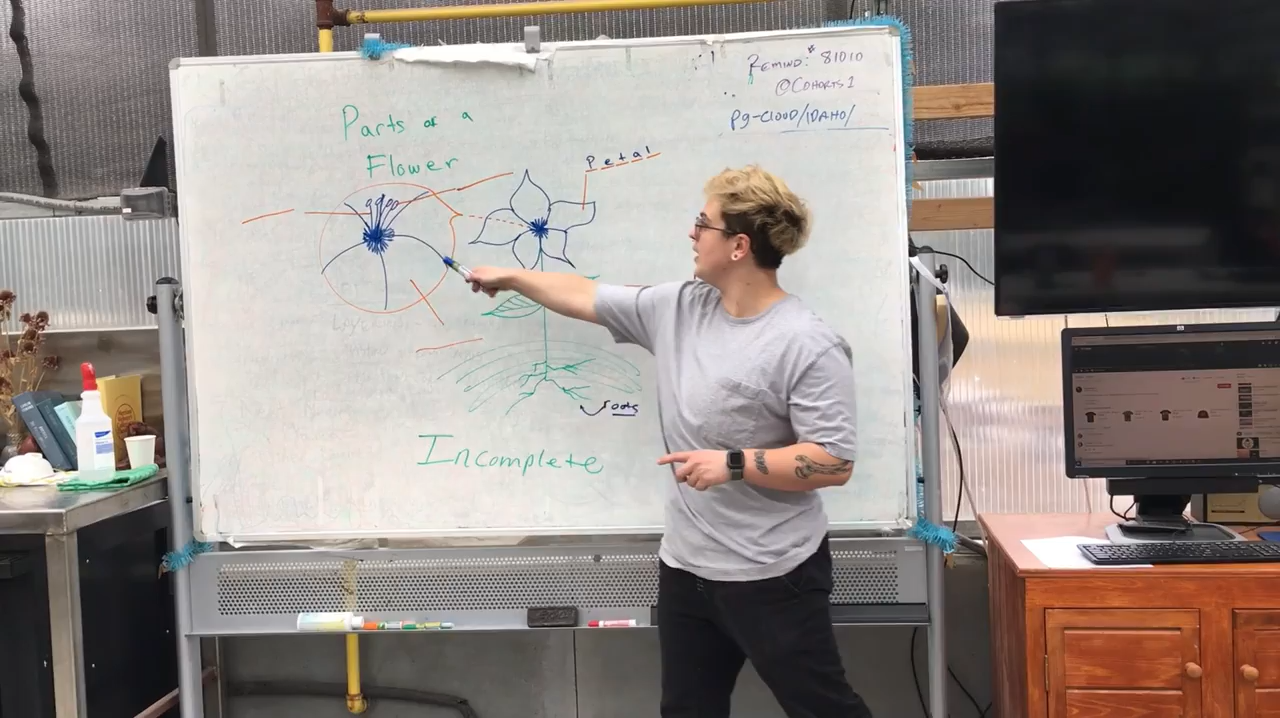 Parts of a
Flower
Remind: 81010
@Cohorts1
Pg-cloud/IDAHO/
Petal
roots
Incomplete